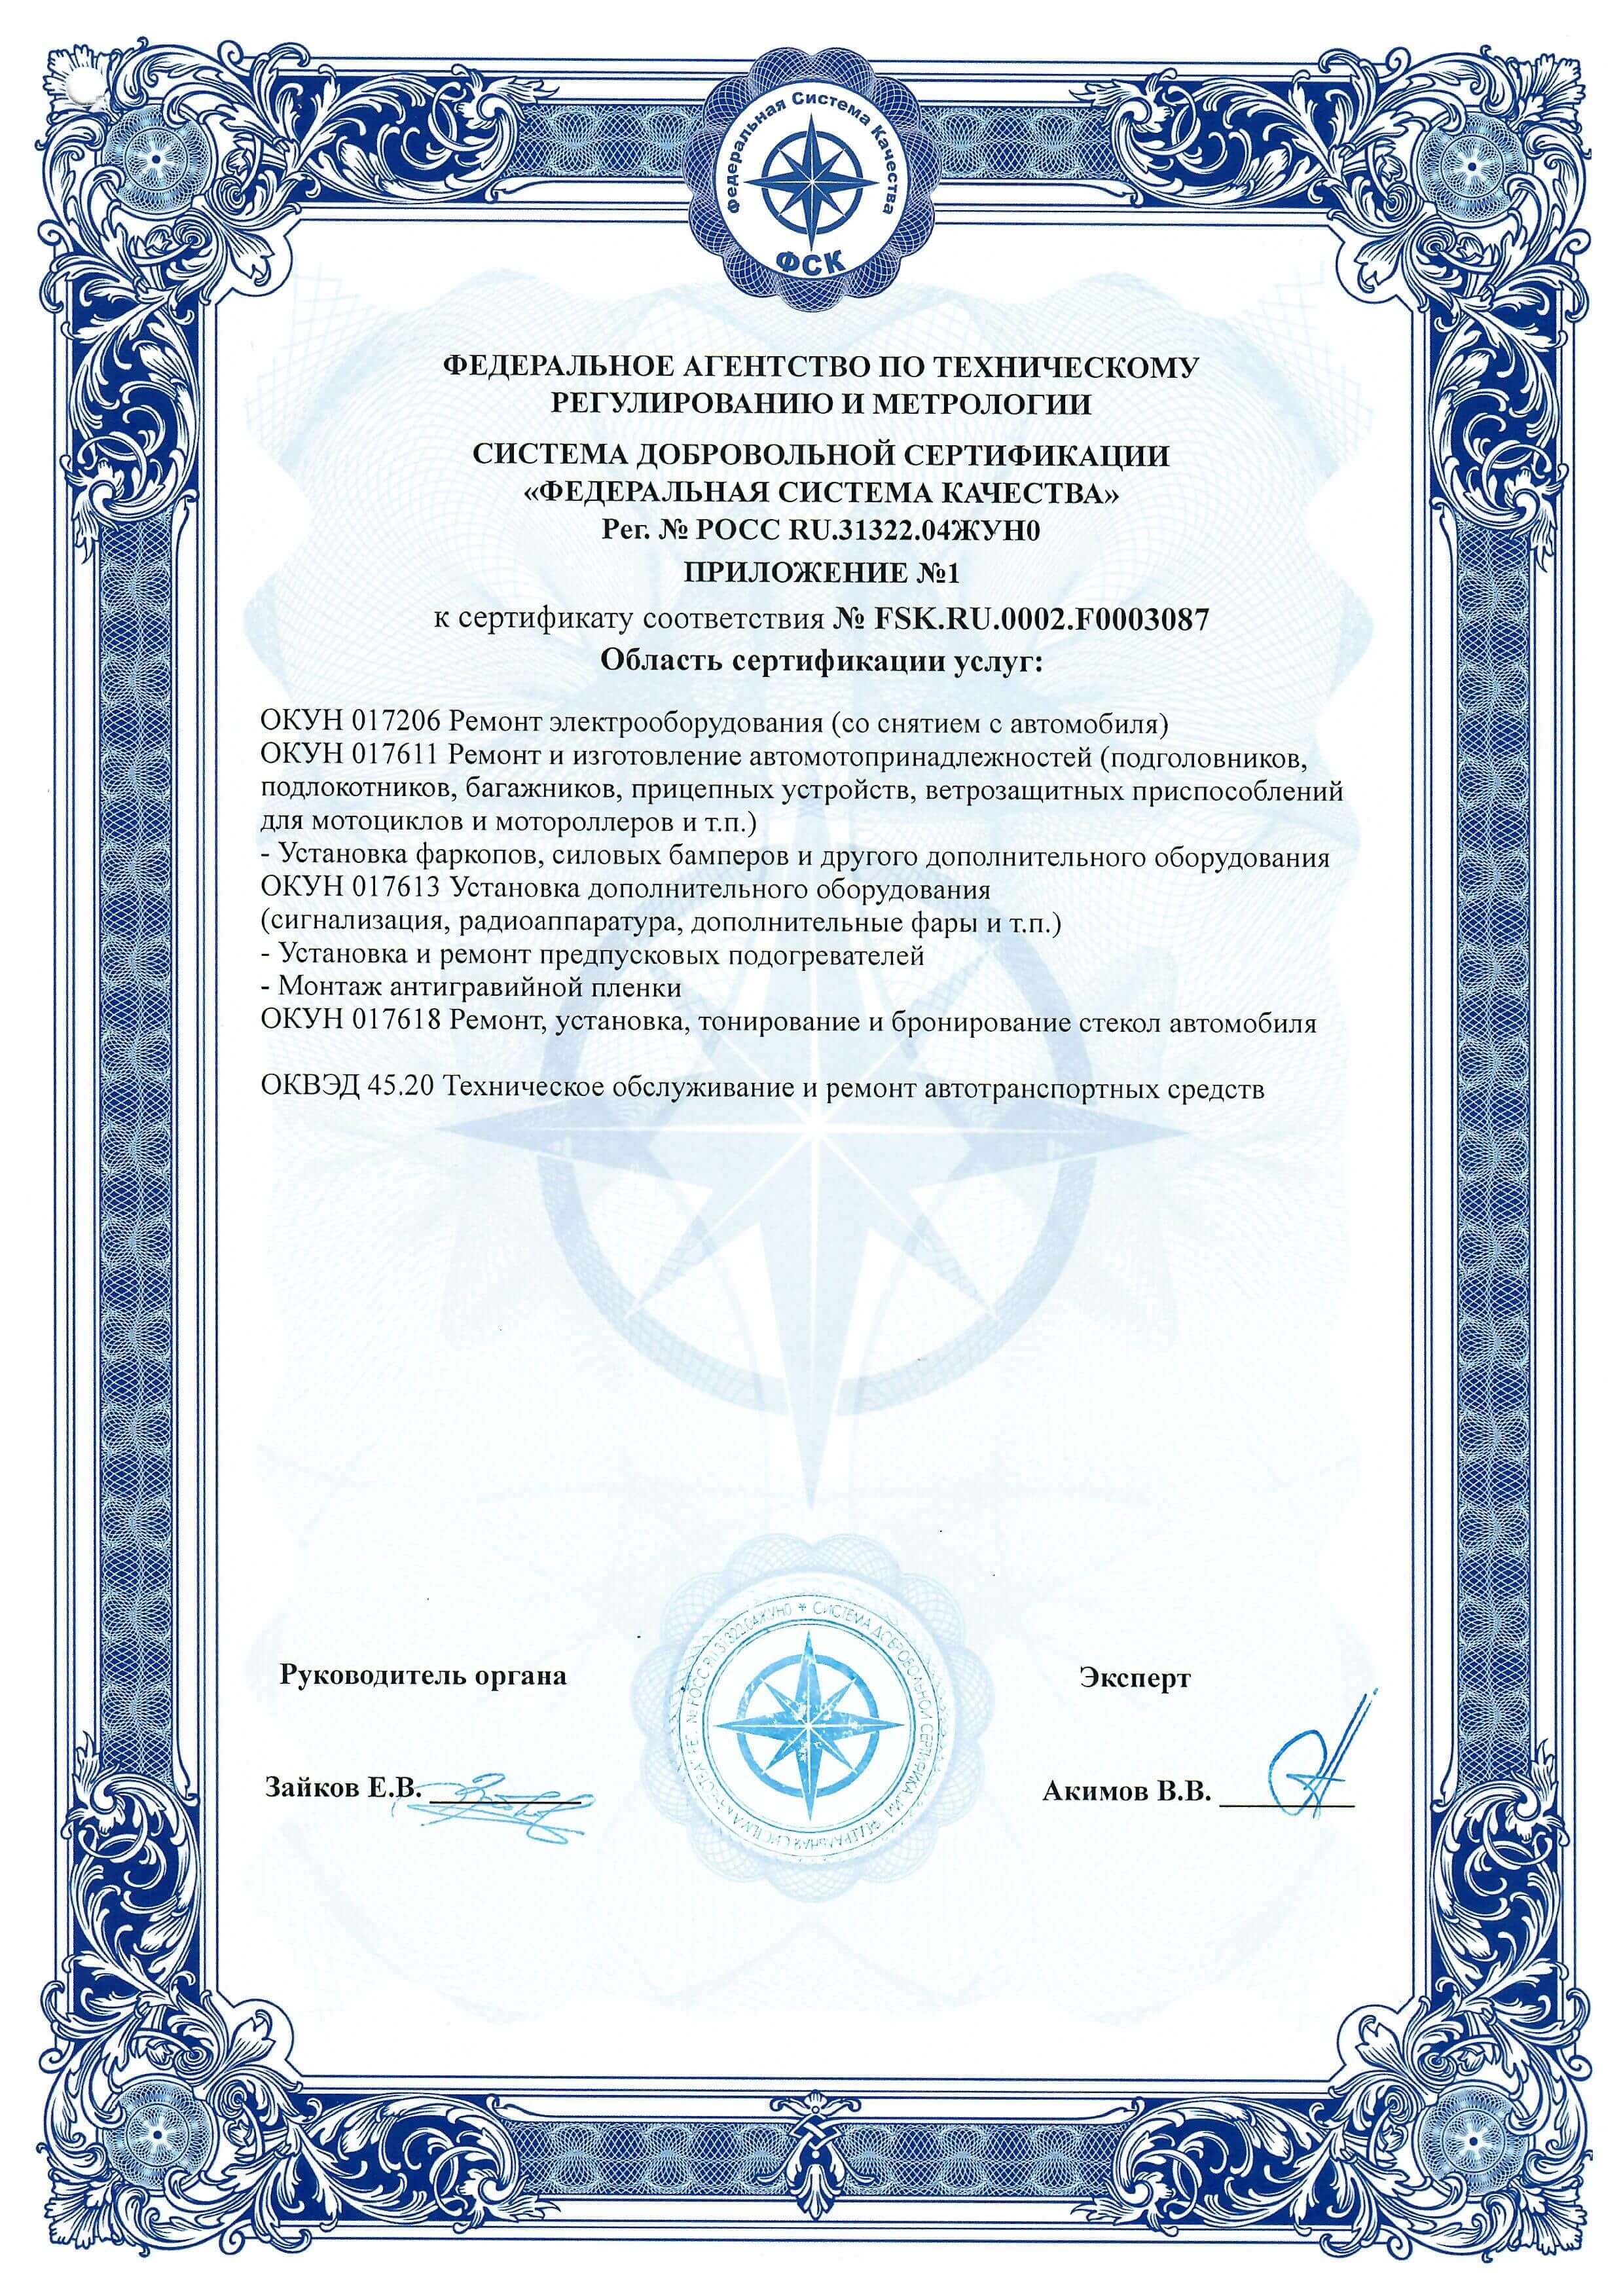 Федеральная Система Качества
ФСК
ФЕДЕРАЛЬНОЕ АГЕНТСТВО ПО ТЕХНИЧЕСКОМУ
РЕГУЛИРОВАНИЮ И МЕТРОЛОГИИ
СИСТЕМА ДОБРОВОЛЬНОЙ СЕРТИФИКАЦИИ
«ФЕДЕРАЛЬНАЯ СИСТЕМА КАЧЕСТВА»
Рег. № РОСС RU.31322.04ЖУН0
ПРИЛОЖЕНИЕ №1
к сертификату соответствия № FSK.RU.0002.F0003087
Область сертификации услуг:
ОКУН 017206 Ремонт электрооборудования (со снятием с автомобиля)
ОКУН 017611 Ремонт и изготовление автомотопринадлежностей (подголовников,
подлокотников, багажников, прицепных устройств, ветрозащитных приспособлений
для мотоциклов и мотороллеров и т.п.)
- Установка фаркопов, силовых бамперов и другого дополнительного оборудования
ОКУН 017613 Установка дополнительного оборудования
(сигнализация, радиоаппаратура, дополнительные фары и т.п.)
- Установка и ремонт предпусковых подогревателей
- Монтаж антигравийной пленки
ОКУН 017618 Ремонт, установка, тонирование и бронирование стекол автомобиля
ОКВЭД 45.20 Техническое обслуживание и ремонт автотранспортных средств
Руководитель органа
Эксперт
СИСТЕМА ДОБРОВОЛЬНОЙ СЕРТИФИКАЦИИ
Зайков Е.В.
Акимов В.В.